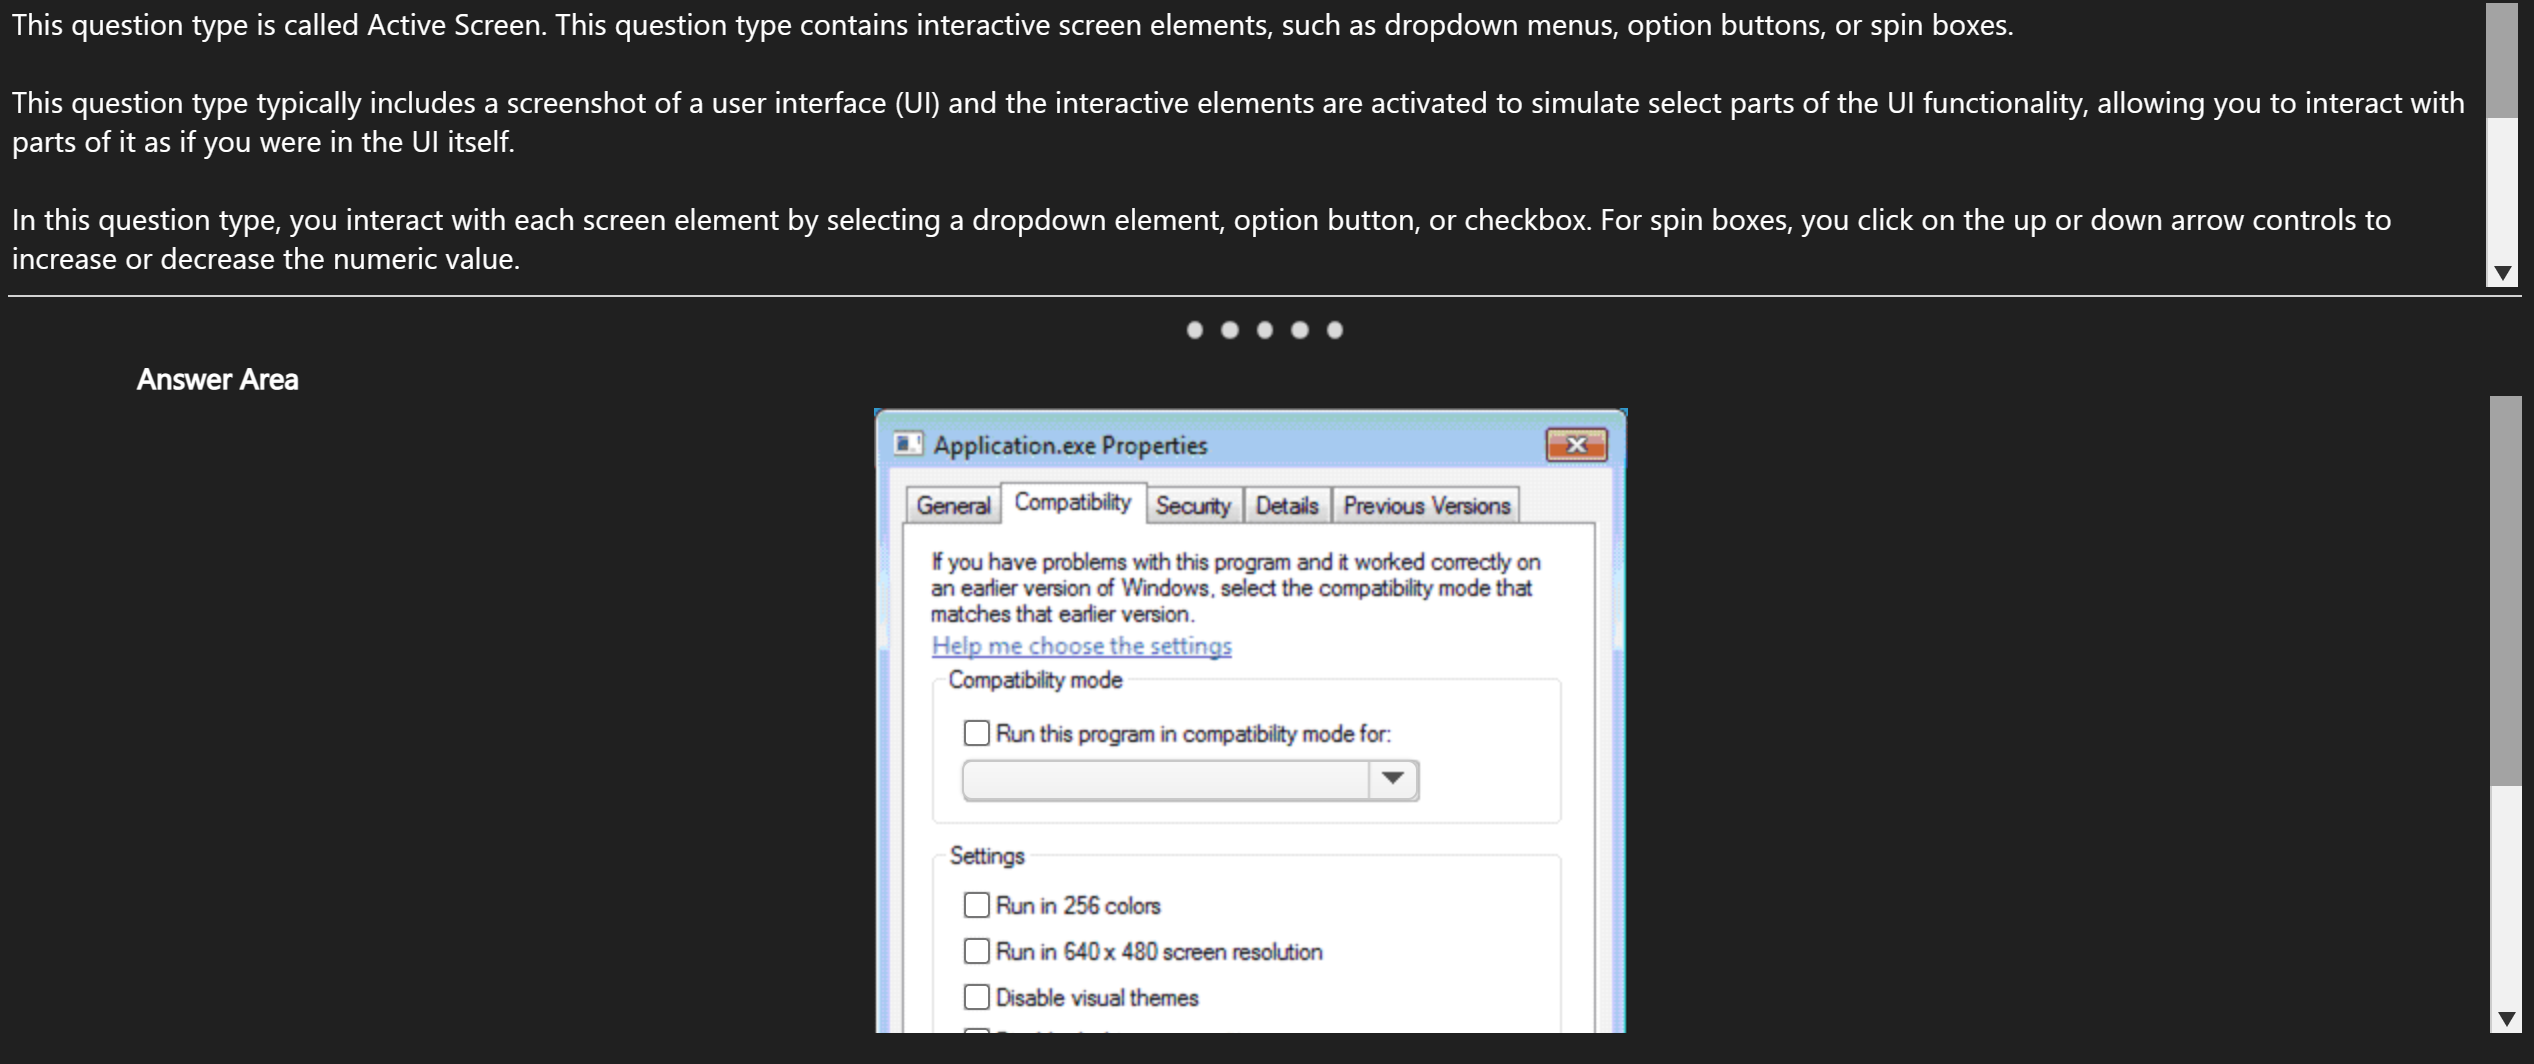 This question type is called Active Screen. This question type contains interactive screen elements, such as dropdown menus, option buttons, or spin boxes.
This question type typically includes a screenshot of a user interface (UI) and the interactive elements are activated to simulate select parts of the UI functionality, allowing you to interact with
parts of it as if you were in the UI itself.
In this question type, you interact with each screen element by selecting a dropdown element, option button, or checkbox. For spin boxes, you click on the up or down arrow controls to
increase or decrease the numeric value.
Answer Area
Application.exe Properties
General Compatibility Security Details Previous Versions
If you have problems with this program and it worked correctly on
an earlier version of Windows, select the compatibility mode that
matches that earlier version.
Help me choose the settings
Compatibility mode
Run this program in compatibility mode for:
Settings
Run in 256 colors
Run in 640 x 480 screen resolution
Disable visual themes